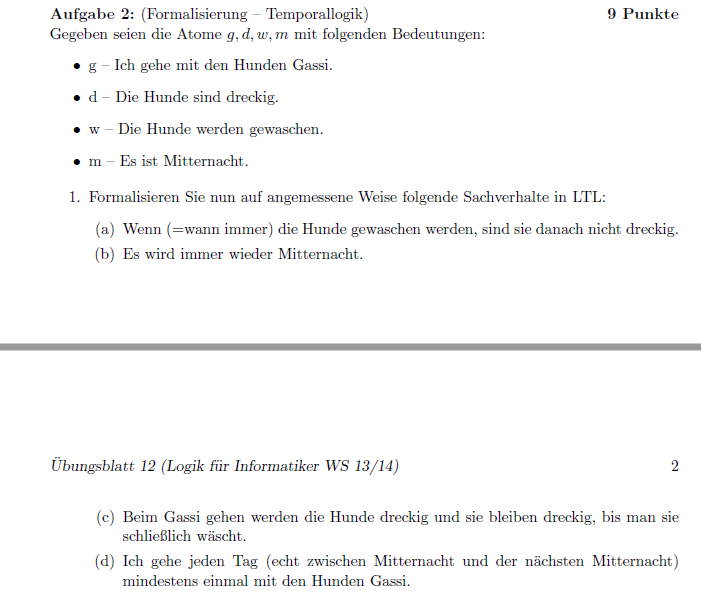 Aufgabe 2: (Formalisierung – Temporallogik) 9 Punkte
Gegeben seien die Atome g, d, w, m mit folgenden Bedeutungen:
• g – Ich gehe mit den Hunden Gassi.
• d – Die Hunde sind dreckig.
• w – Die Hunde werden gewaschen.
• m – Es ist Mitternacht.
1. Formalisieren Sie nun auf angemessene Weise folgende Sachverhalte in LTL:
(a) Wenn (=wann immer) die Hunde gewaschen werden, sind sie danach nicht dreckig.
(b) Es wird immer wieder Mitternacht.
Übungsblatt 12 (Logik für Informatiker WS 13/14) 2
(c) Beim Gassi gehen werden die Hunde dreckig und sie bleiben dreckig, bis man sie
schließlich wäscht.
(d) Ich gehe jeden Tag (echt zwischen Mitternacht und der nächsten Mitternacht)
mindestens einmal mit den Hunden Gassi.